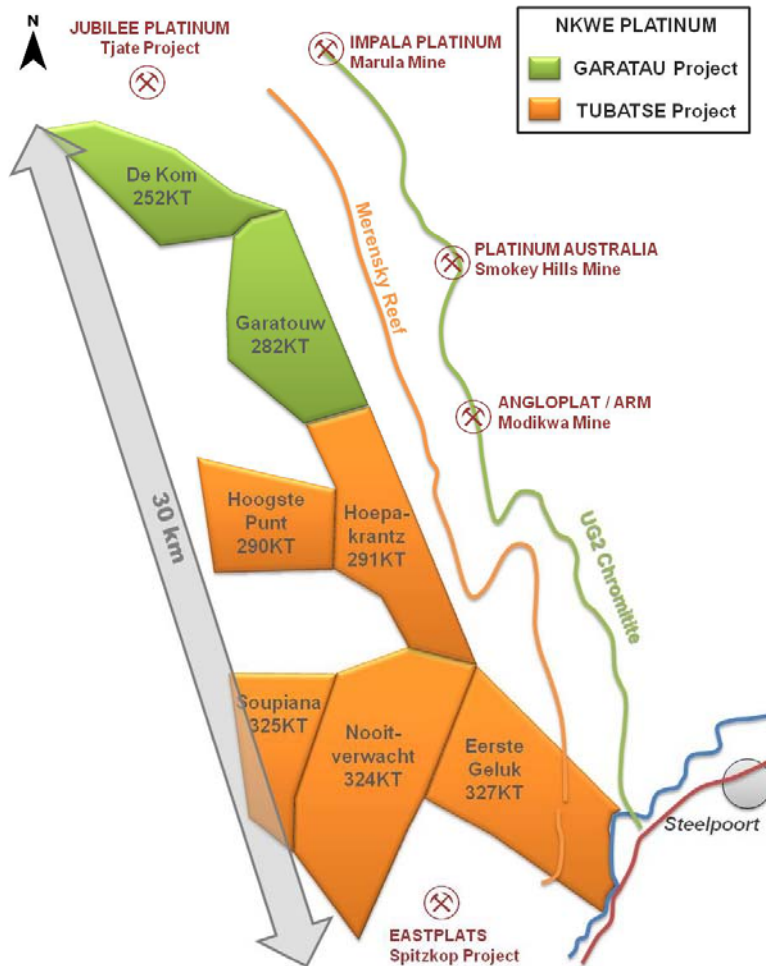 N
JUBILEE PLATINUM
Tjate Project
IMPALA PLATINUM
Marula Mine
NKWE PLATINUM
GARATAU Project
TUBATSE Project
De Kom
252KT
Merensky Reef
PLATINUM AUSTRALIA
Smokey Hills Mine
Garatouw
282KT
ANGLOPLAT / ARM
Modikwa Mine
30 km
Hoogste
Punt
290KT
Hoepa-
krantz
291KT
UG2 Chromitite
Soupiana
325KT
Nooit-
verwacht
324KT
Eerste
Geluk
327KT
Steelpoort
EASTPLATS
Spitzkop Project